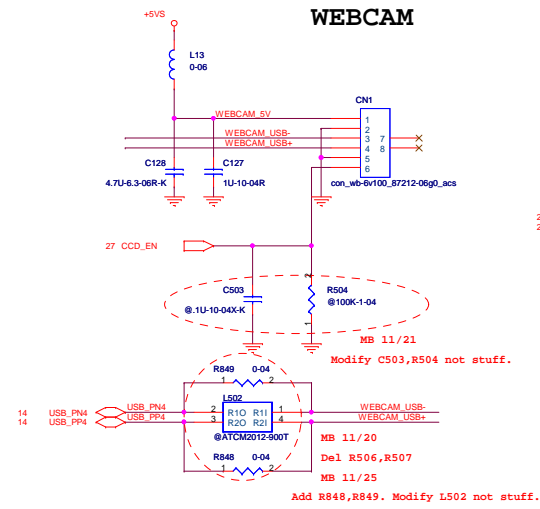 WEBCAM
+5VS
L13
0-06
CN1
WEBCAM_5V
1
2
WEBCAM_USB-
3 7
WEBCAM_USB+
4 8
5
6
C128
C127
4.7U-6.3-06R-K
1U-10-04R
con_wb-6v100_87212-06g0_acs
2
2
27 CCD_EN
2
C503
R504
@.1U-10-04X-K
@100K-1-04
1
MB 11/21
Modify C503,R504 not stuff.
R849 0-04
1 2
L502
14 USB_PN4 USB_PN4 2 R1O R1I 1 WEBCAM_USB-
14 USB_PP4 USB_PP4 3 R2O R2I 4 WEBCAM_USB+
@ATCM2012-900T
MB 11/20
R848 0-04
Del R506,R507
1 2
MB 11/25
Add R848,R849. Modify L502 not stuff.